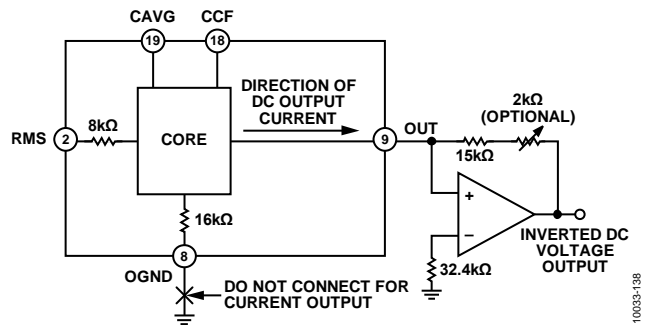 CAVG
CCF
19
18
DIRECTION OF
DC OUTPUT
CURRENT
2kΩ
(OPTIONAL)
8kΩ
RMS
2
CORE
9
OUT
15kΩ
16kΩ
+
–
8
OGND
32.4kΩ
INVERTED DC
VOLTAGE
OUTPUT
DO NOT CONNECT FOR
CURRENT OUTPUT
10033-138